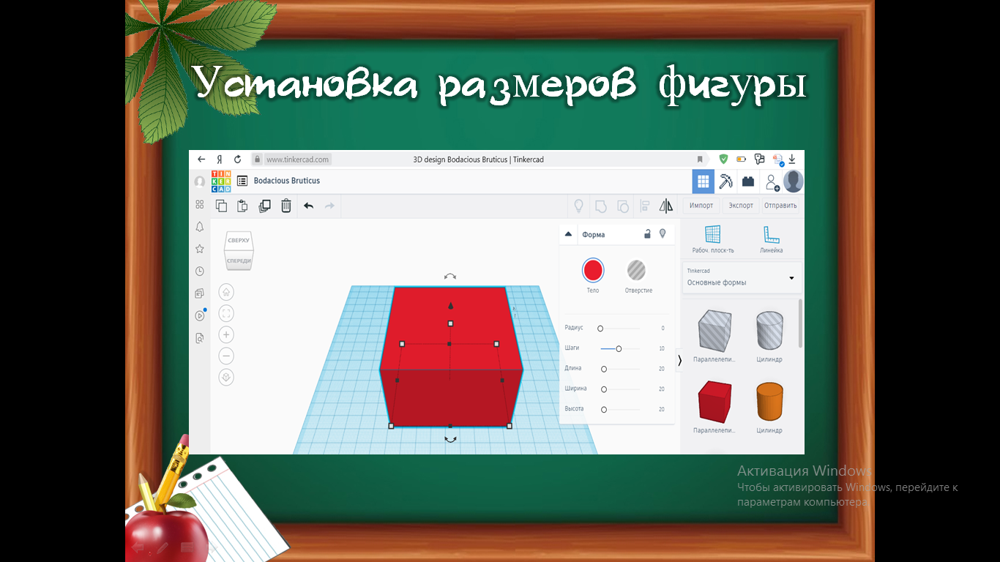 Установка размеров фигуры
www.tinkercad.com
3D design Bodacious Bruticus | Tinkercad
TIN
KER
CAD
Bodacious Bruticus
Импорт
Экспорт
Отправить
СВЕРХУ
СПЕРЕДИ
Форма
Тело
Отверстие
Радиус 0
Шаги 10
Длина 20
Ширина 20
Высота 20
Рабоч. плоск-ть
Линейка
Tinkercad
Основные формы
Параллелепи...
Цилиндр
Параллелепи...
Цилиндр
Активация Windows
Чтобы активировать Windows, перейдите к
параметрам компьютера.